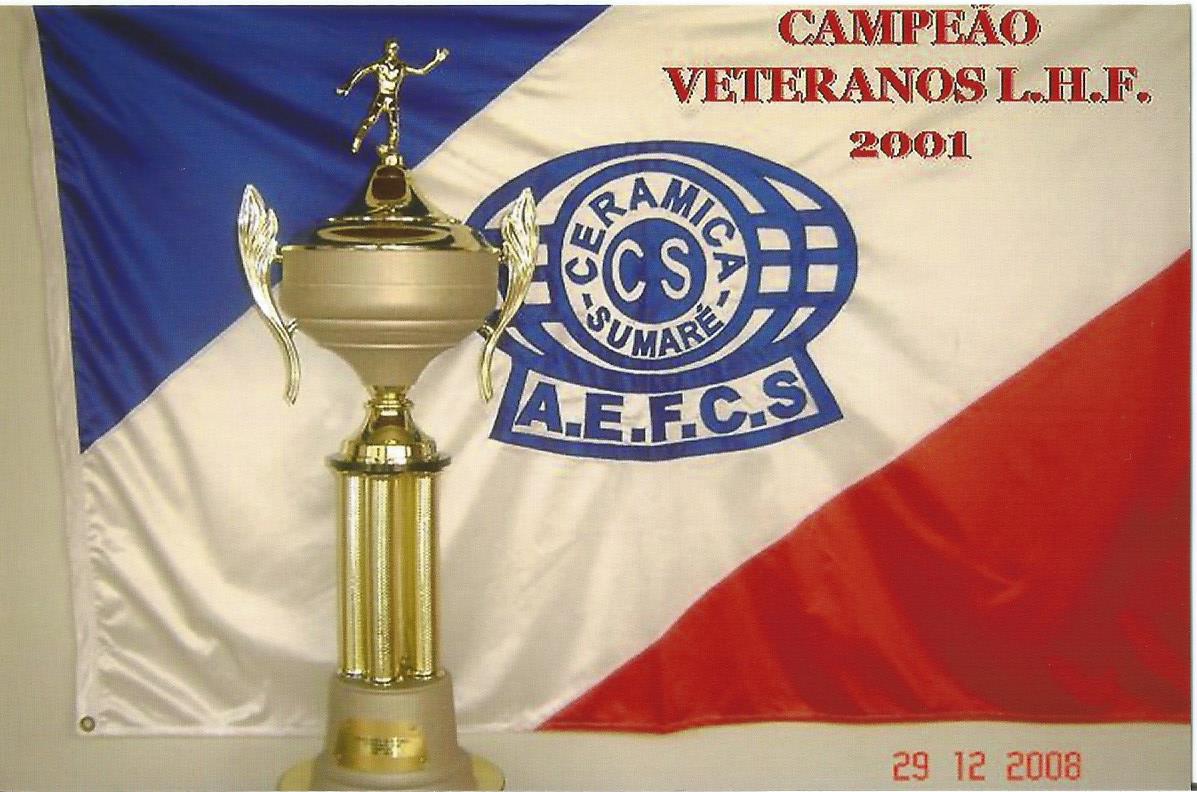 CAMPEÃO
VETERANOS L.H.F.
2001
CERAMICA
CS
- SUMARÉ -
A.E.F.C.S
29 12 2008